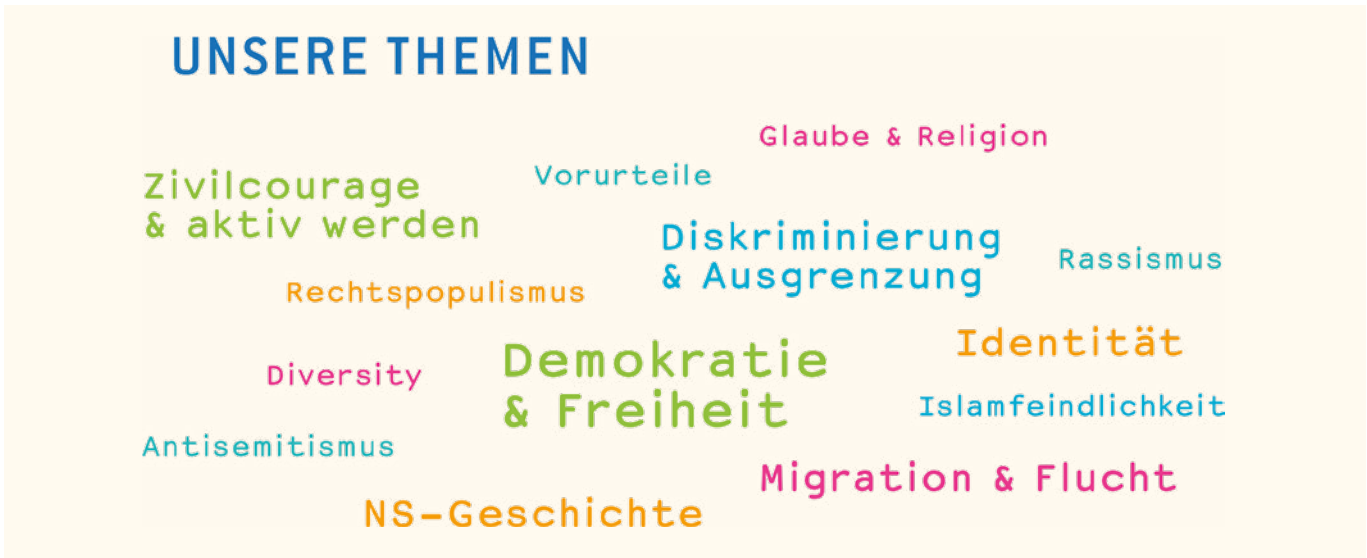 UNSERE THEMEN
Glaube & Religion
Vorurteile
Zivilcourage
& aktiv werden
Diskriminierung
& Ausgrenzung
Rassismus
Rechtspopulismus
Identität
Demokratie
& Freiheit
Diversity
Islamfeindlichkeit
Antisemitismus
Migration & Flucht
NS-Geschichte